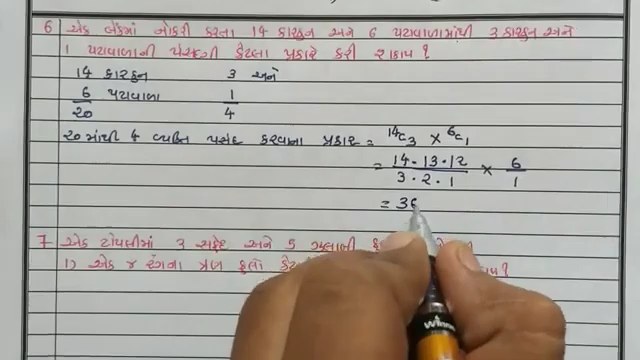 6 એક બેંકમાં નોકરી કરતા 14 કારકુન અને 6 પટાવાળામાંથી 3 કારકુન અને
1 પટાવાળાની પસંદગી કેટલા પ્રકારે કરી શકાય ?
14 કારકુન 3 અને
6 પટાવાળા 1
20 4
20 માંથી 4 વ્યક્તિ પસંદ કરવાના પ્રકાર = ¹⁴C₃ × ⁶C₁
= 14·13·12 / 3·2·1 × 6 / 1
= 36
7 એક ટોપલીમાં 3 સફેદ અને 5 ગુલાબી
1) એક જ રંગના ત્રણ ફૂલો
Winner